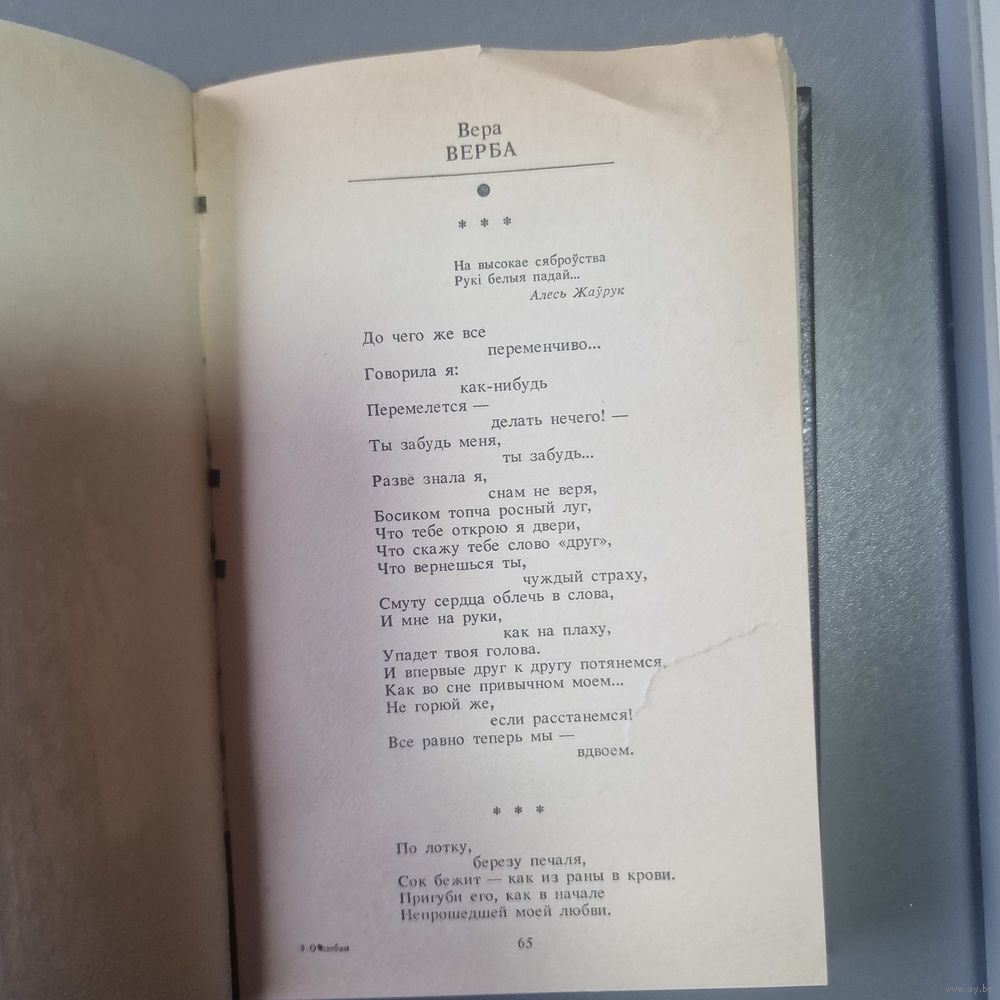 Вера
ВЕРБА
* * *
На высокае сяброўства
Рукі белыя падай...
Алесь Жаўрук
До чего же все
переменчиво...
Говорила я:
как-нибудь
Перемелется —
делать нечего! —
Ты забудь меня,
ты забудь...
Разве знала я,
снам не веря,
Босиком топча росный луг,
Что тебе открою я двери,
Что скажу тебе слово «друг»,
Что вернешься ты,
чуждый страху,
Смуту сердца облечь в слова,
И мне на руки,
как на плаху,
Упадет твоя голова.
И впервые друг к другу потянемся,
Как во сне привычном моем...
Не горюй же,
если расстанемся!
Все равно теперь мы —
вдвоем.
* * *
По лотку,
березу печаля,
Сок бежит — как из раны в крови.
Пригуби его, как в начале
Непрошедшей моей любви.
65
www.ay.by